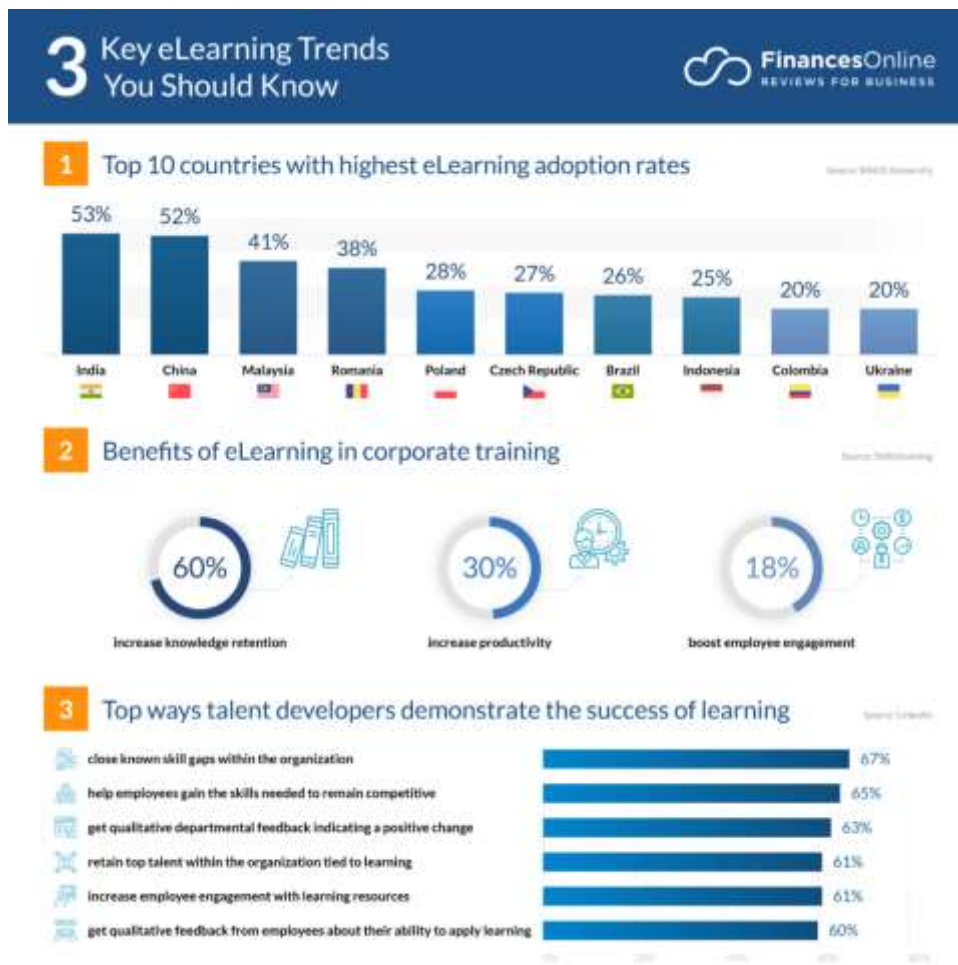 3
Key eLearning Trends
You Should Know
FinancesOnline
REVIEWS FOR BUSINESS
1 Top 10 countries with highest eLearning adoption rates
53% 52% 41% 38% 28% 27% 26% 25% 20% 20%
India China Malaysia Romania Poland Czech Republic Brazil Indonesia Colombia Ukraine
2 Benefits of eLearning in corporate training
60% 30% 18%
increase knowledge retention increase productivity boost employee engagement
3 Top ways talent developers demonstrate the success of learning
Source: LinkedIn
close known skill gaps within the organization 67%
help employees gain the skills needed to remain competitive 65%
get qualitative departmental feedback indicating a positive change 63%
retain top talent within the organization tied to learning 61%
increase employee engagement with learning resources 61%
get qualitative feedback from employees about their ability to apply learning 60%